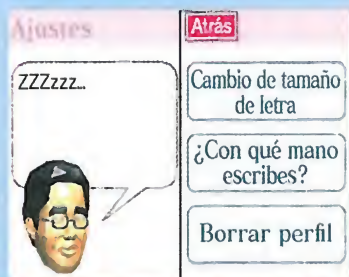 Ajustes
Atrás
ZZZzzz...
Cambio de tamaño
de letra
¿Con qué mano
escribes?
Borrar perfil